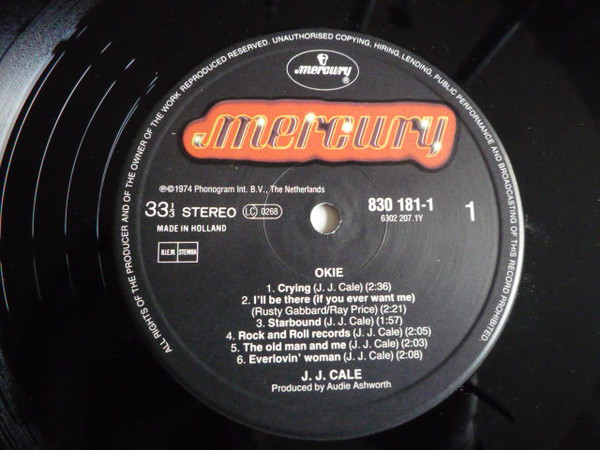 ALL RIGHTS OF THE PRODUCER AND OF THE OWNER OF THE WORK REPRODUCED RESERVED. UNAUTHORISED COPYING, HIRING, LENDING, PUBLIC PERFORMANCE AND BROADCASTING OF THIS RECORD PROHIBITED.
mercury®
mercury
℗©1974 Phonogram Int. B.V., The Netherlands
33⅓ STEREO LC 0268
MADE IN HOLLAND
B.I.E.M. STEMRA
830 181-1
6302 207.1Y
1
OKIE
1. Crying (J. J. Cale) (2:36)
2. I'll be there (if you ever want me)
(Rusty Gabbard/Ray Price) (2:21)
3. Starbound (J. J. Cale) (1:57)
4. Rock and Roll records (J. J. Cale) (2:05)
5. The old man and me (J. J. Cale) (2:03)
6. Everlovin' woman (J. J. Cale) (2:08)
J. J. CALE
Produced by Audie Ashworth